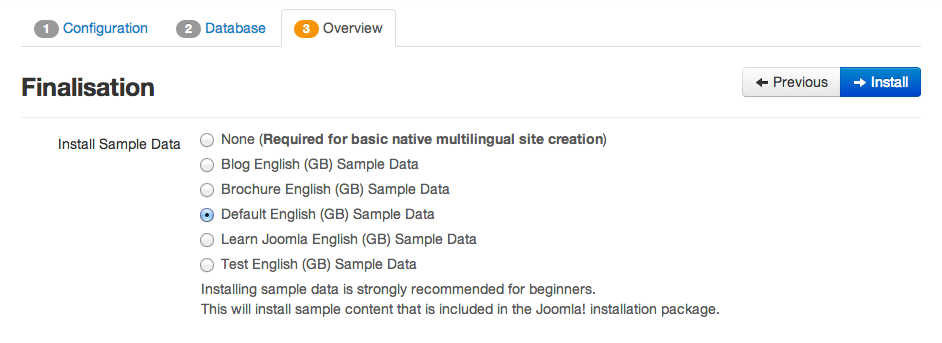 1 Configuration 2 Database 3 Overview
Finalisation
Previous Install
Install Sample Data
None (Required for basic native multilingual site creation)
Blog English (GB) Sample Data
Brochure English (GB) Sample Data
Default English (GB) Sample Data
Learn Joomla English (GB) Sample Data
Test English (GB) Sample Data
Installing sample data is strongly recommended for beginners.
This will install sample content that is included in the Joomla! installation package.